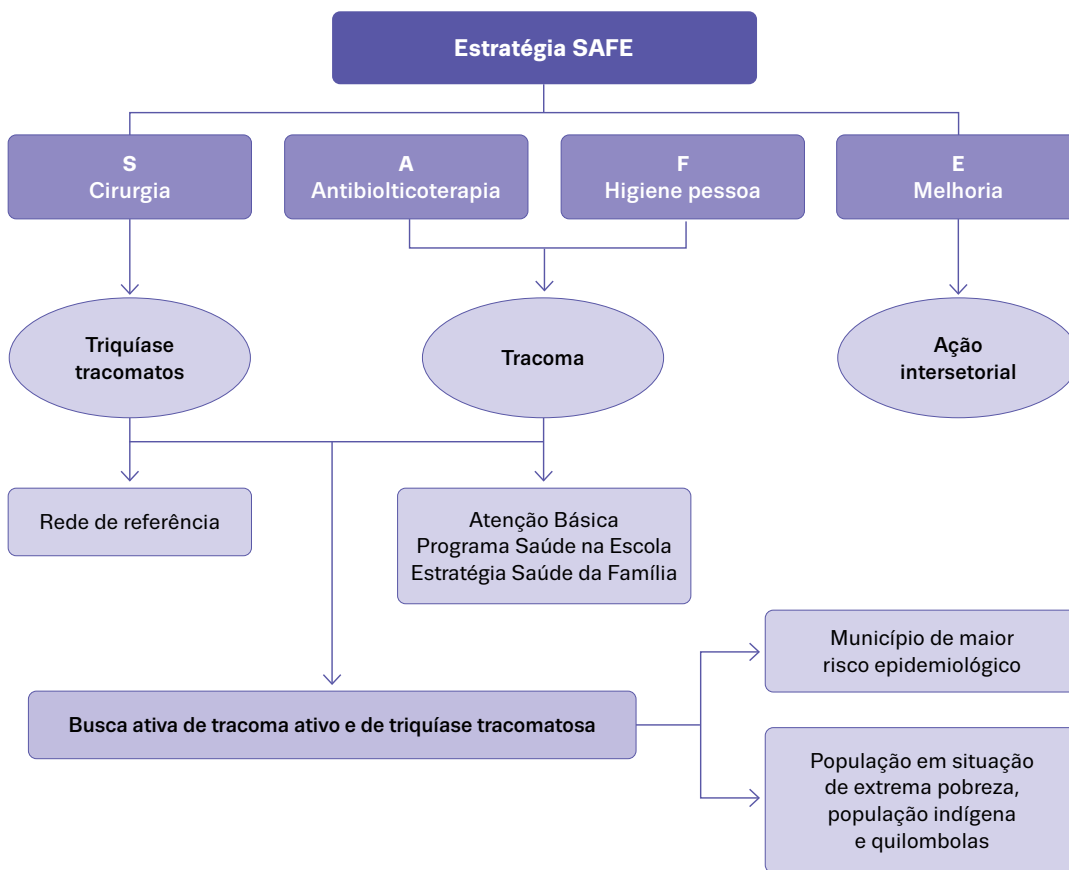 Estratégia SAFE
S
Cirurgia
A
Antibiolticoterapia
F
Higiene pessoa
E
Melhoria
Triquíase
tracomatos
Tracoma
Ação
intersetorial
Rede de referência
Atenção Básica
Programa Saúde na Escola
Estratégia Saúde da Família
Município de maior
risco epidemiológico
Busca ativa de tracoma ativo e de triquíase tracomatosa
População em situação
de extrema pobreza,
população indígena
e quilombolas